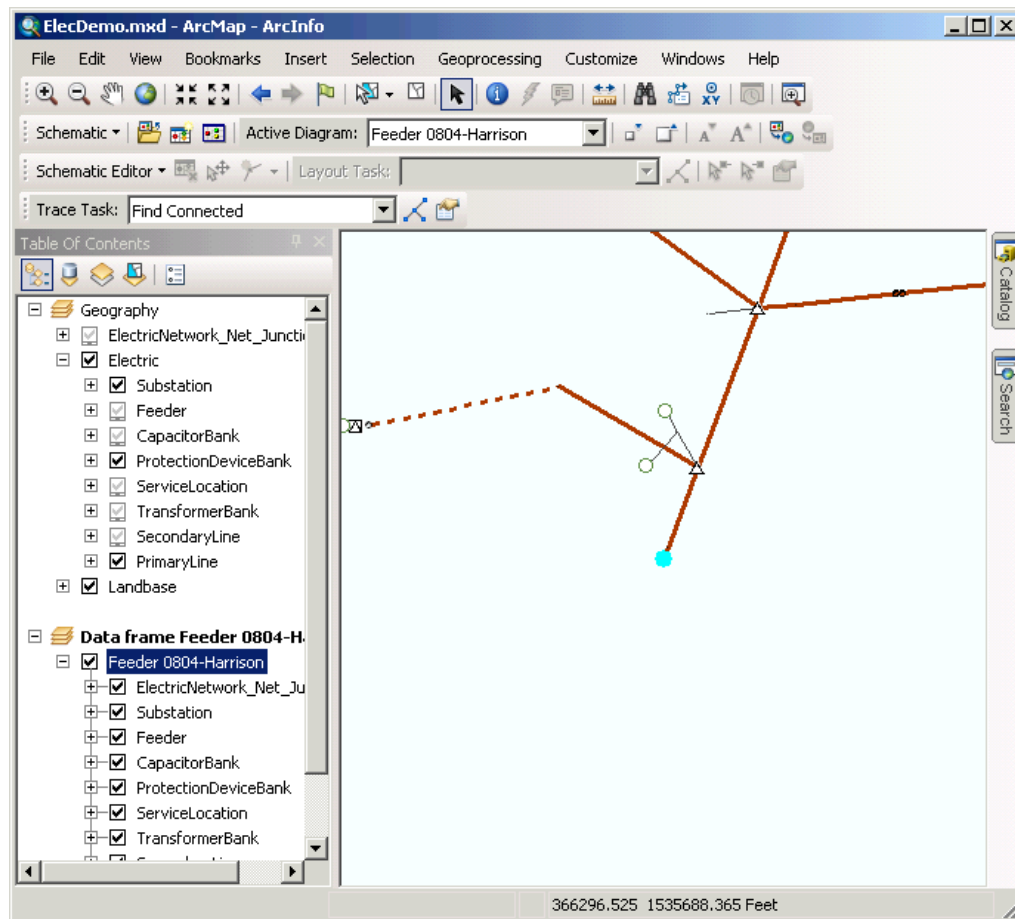 ElecDemo.mxd - ArcMap - ArcInfo
File Edit View Bookmarks Insert Selection Geoprocessing Customize Windows Help
Schematic Active Diagram: Feeder 0804-Harrison
Schematic Editor Layout Task:
Trace Task: Find Connected
Table Of Contents
Geography
ElectricNetwork_Net_Juncti
Electric
Substation
Feeder
CapacitorBank
ProtectionDeviceBank
ServiceLocation
TransformerBank
SecondaryLine
PrimaryLine
Landbase
Data frame Feeder 0804-H
Feeder 0804-Harrison
ElectricNetwork_Net_Ju
Substation
Feeder
CapacitorBank
ProtectionDeviceBank
ServiceLocation
TransformerBank
Catalog
Search
366296.525 1535688.365 Feet